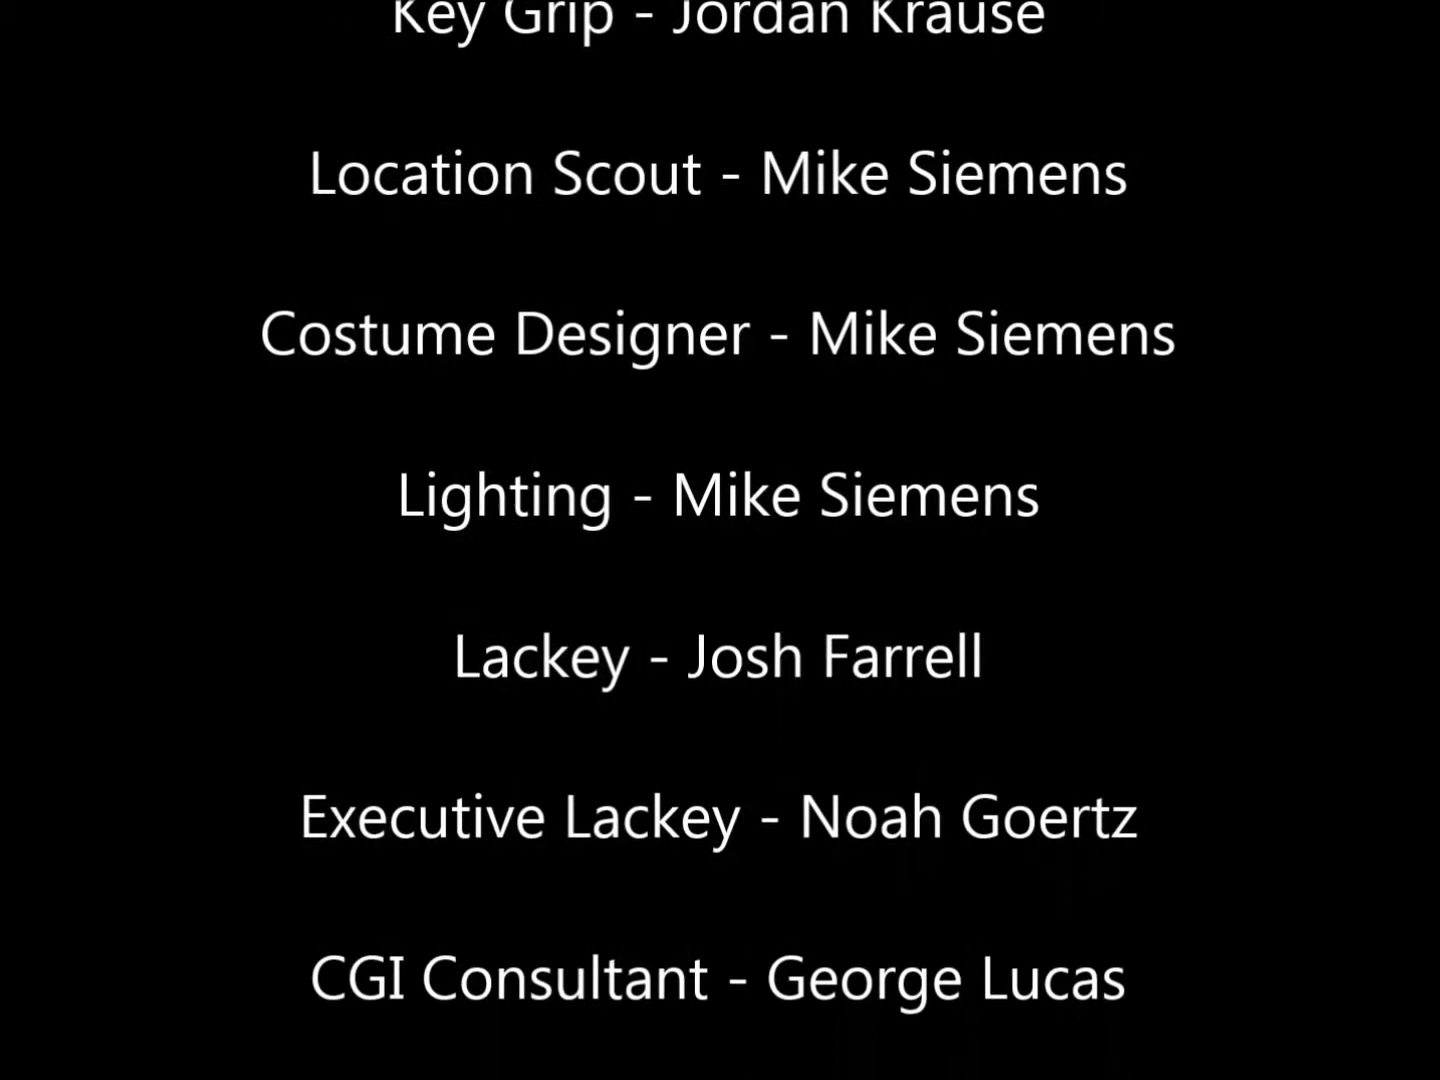 Key Grip - Jordan Krause
Location Scout - Mike Siemens
Costume Designer - Mike Siemens
Lighting - Mike Siemens
Lackey - Josh Farrell
Executive Lackey - Noah Goertz
CGI Consultant - George Lucas